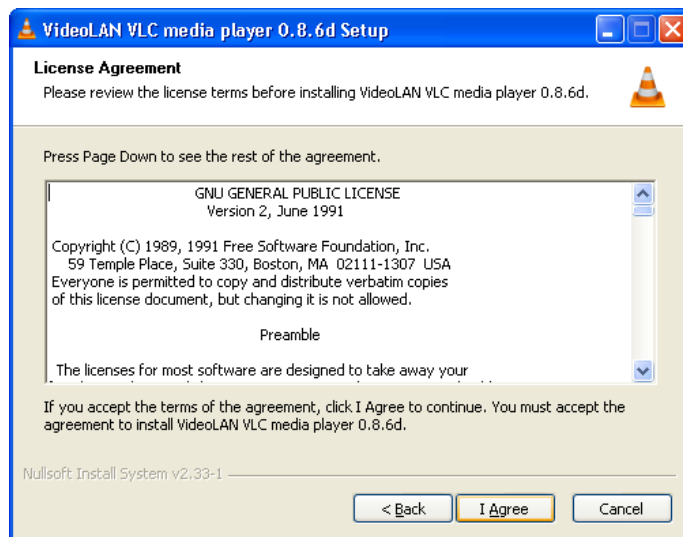 VideoLAN VLC media player 0.8.6d Setup
License Agreement
Please review the license terms before installing VideoLAN VLC media player 0.8.6d.
Press Page Down to see the rest of the agreement.
GNU GENERAL PUBLIC LICENSE
Version 2, June 1991
Copyright (C) 1989, 1991 Free Software Foundation, Inc.
59 Temple Place, Suite 330, Boston, MA  02111-1307  USA
Everyone is permitted to copy and distribute verbatim copies
of this license document, but changing it is not allowed.
Preamble
The licenses for most software are designed to take away your
If you accept the terms of the agreement, click I Agree to continue. You must accept the
agreement to install VideoLAN VLC media player 0.8.6d.
Nullsoft Install System v2.33-1
< Back
I Agree
Cancel